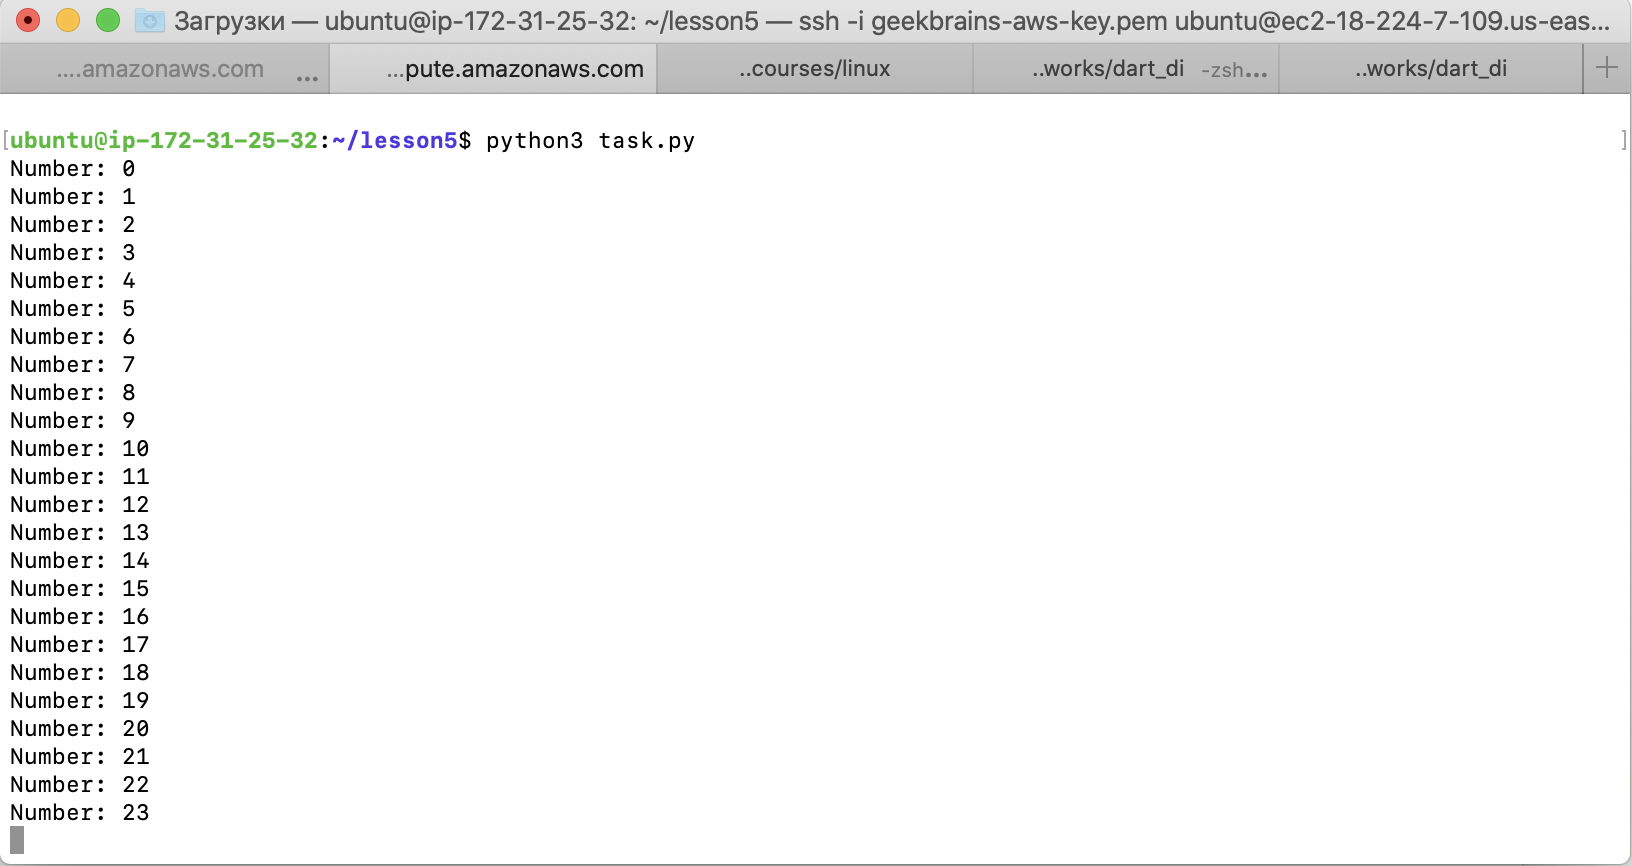 Загрузки — ubuntu@ip-172-31-25-32: ~/lesson5 — ssh -i geekbrains-aws-key.pem ubuntu@ec2-18-224-7-109.us-eas...
....amazonaws.com ... ...pute.amazonaws.com ..courses/linux ..works/dart_di -zsh... ..works/dart_di +
[ubuntu@ip-172-31-25-32:~/lesson5$ python3 task.py ]
Number: 0
Number: 1
Number: 2
Number: 3
Number: 4
Number: 5
Number: 6
Number: 7
Number: 8
Number: 9
Number: 10
Number: 11
Number: 12
Number: 13
Number: 14
Number: 15
Number: 16
Number: 17
Number: 18
Number: 19
Number: 20
Number: 21
Number: 22
Number: 23